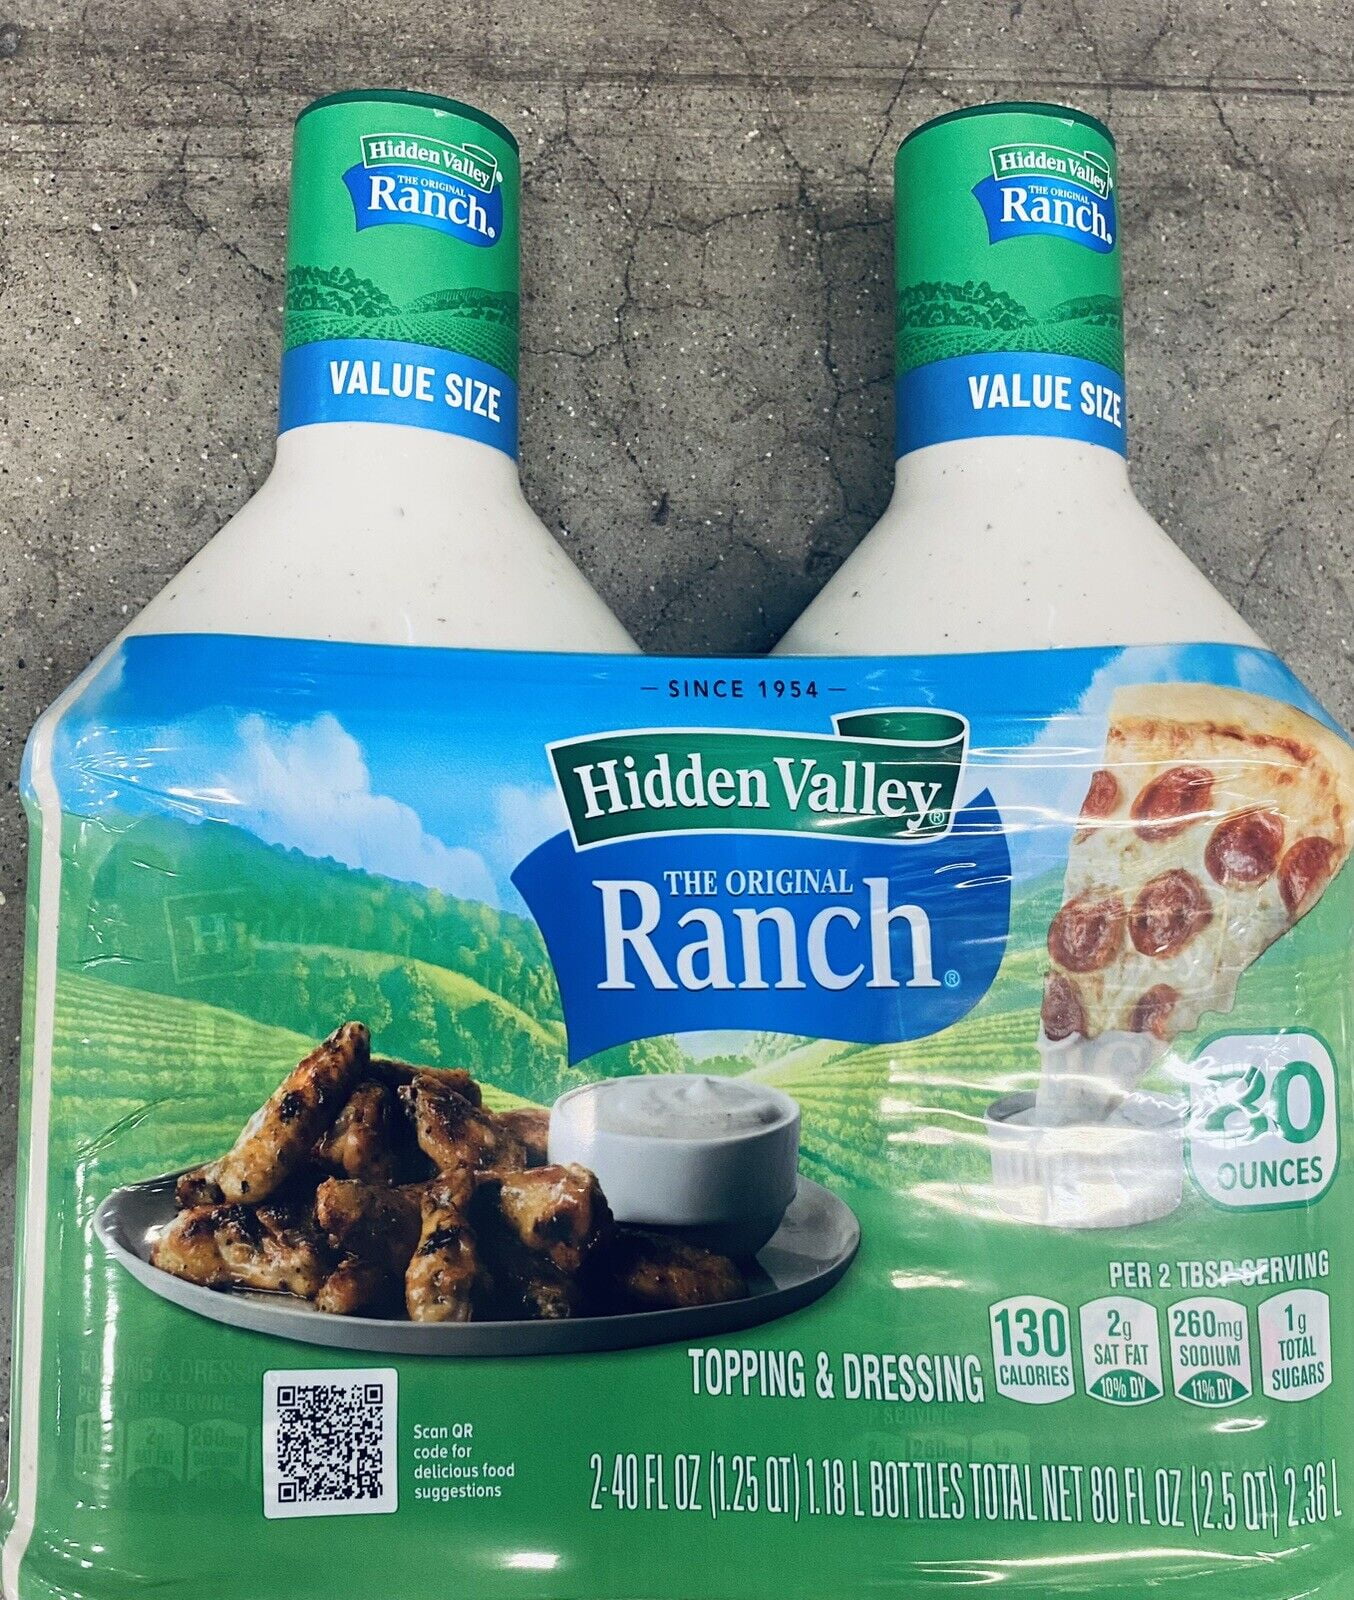 Hidden Valley®
THE ORIGINAL
Ranch®
VALUE SIZE
Hidden Valley®
THE ORIGINAL
Ranch®
VALUE SIZE
— SINCE 1954 —
Hidden Valley®
THE ORIGINAL
Ranch®
80
OUNCES
PER 2 TBSP SERVING
130
CALORIES
2g
SAT FAT
10% DV
260mg
SODIUM
11% DV
1g
TOTAL
SUGARS
TOPPING & DRESSING
Scan QR
code for
delicious food
suggestions
2-40 FL OZ (1.25 QT) 1.18 L BOTTLES TOTAL NET 80 FL OZ (2.5 QT) 2.36 L